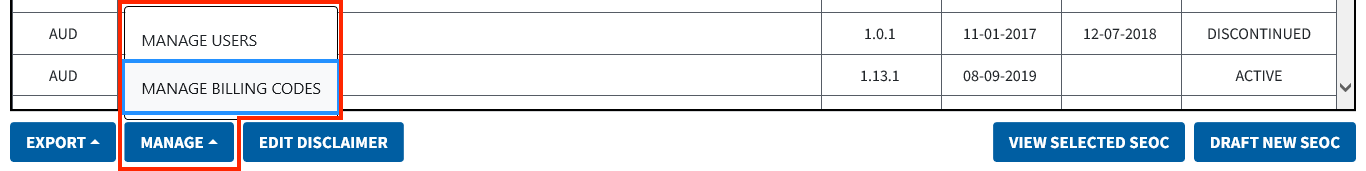 AUD 1.0.1 11-01-2017 12-07-2018 DISCONTINUED
MANAGE USERS
AUD 1.13.1 08-09-2019 ACTIVE
MANAGE BILLING CODES
EXPORT MANAGE EDIT DISCLAIMER VIEW SELECTED SEOC DRAFT NEW SEOC